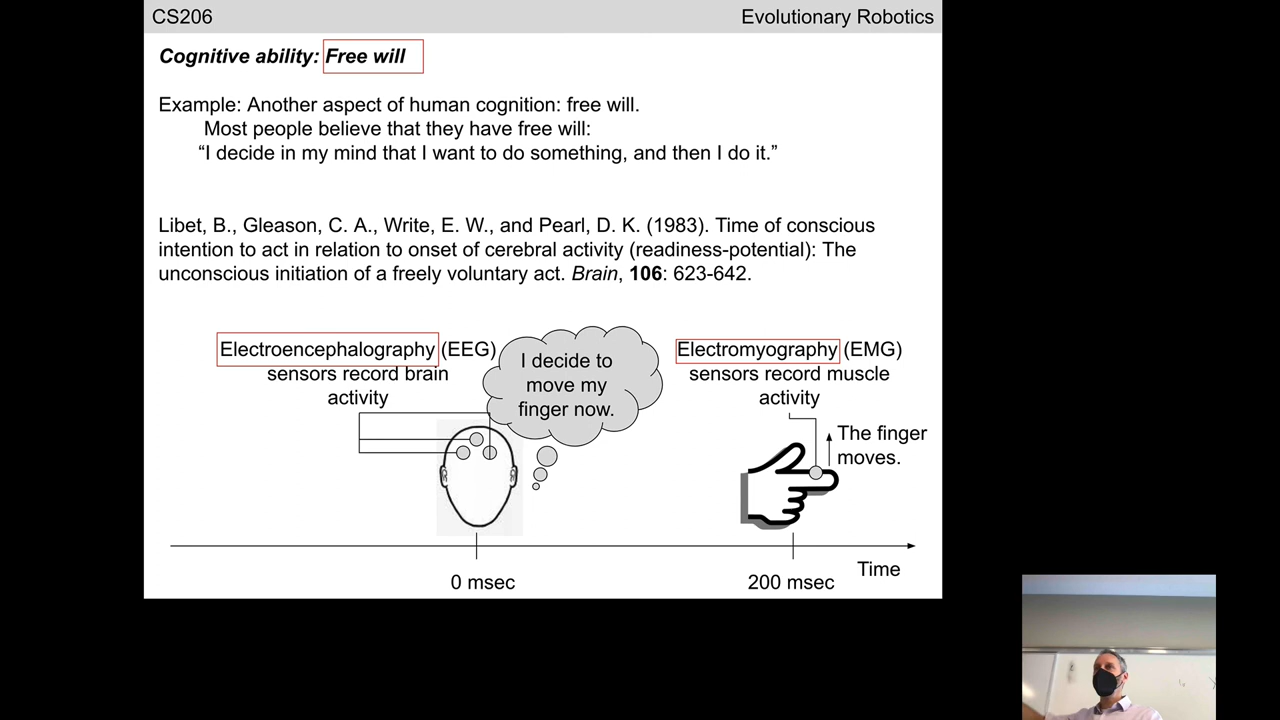 CS206
Evolutionary Robotics
Cognitive ability: Free will
Example: Another aspect of human cognition: free will.
Most people believe that they have free will:
“I decide in my mind that I want to do something, and then I do it.”
Libet, B., Gleason, C. A., Write, E. W., and Pearl, D. K. (1983). Time of conscious
intention to act in relation to onset of cerebral activity (readiness-potential): The
unconscious initiation of a freely voluntary act. Brain, 106: 623-642.
Electroencephalography (EEG)
sensors record brain
activity
I decide to
move my
finger now.
Electromyography (EMG)
sensors record muscle
activity
The finger
moves.
0 msec
200 msec
Time